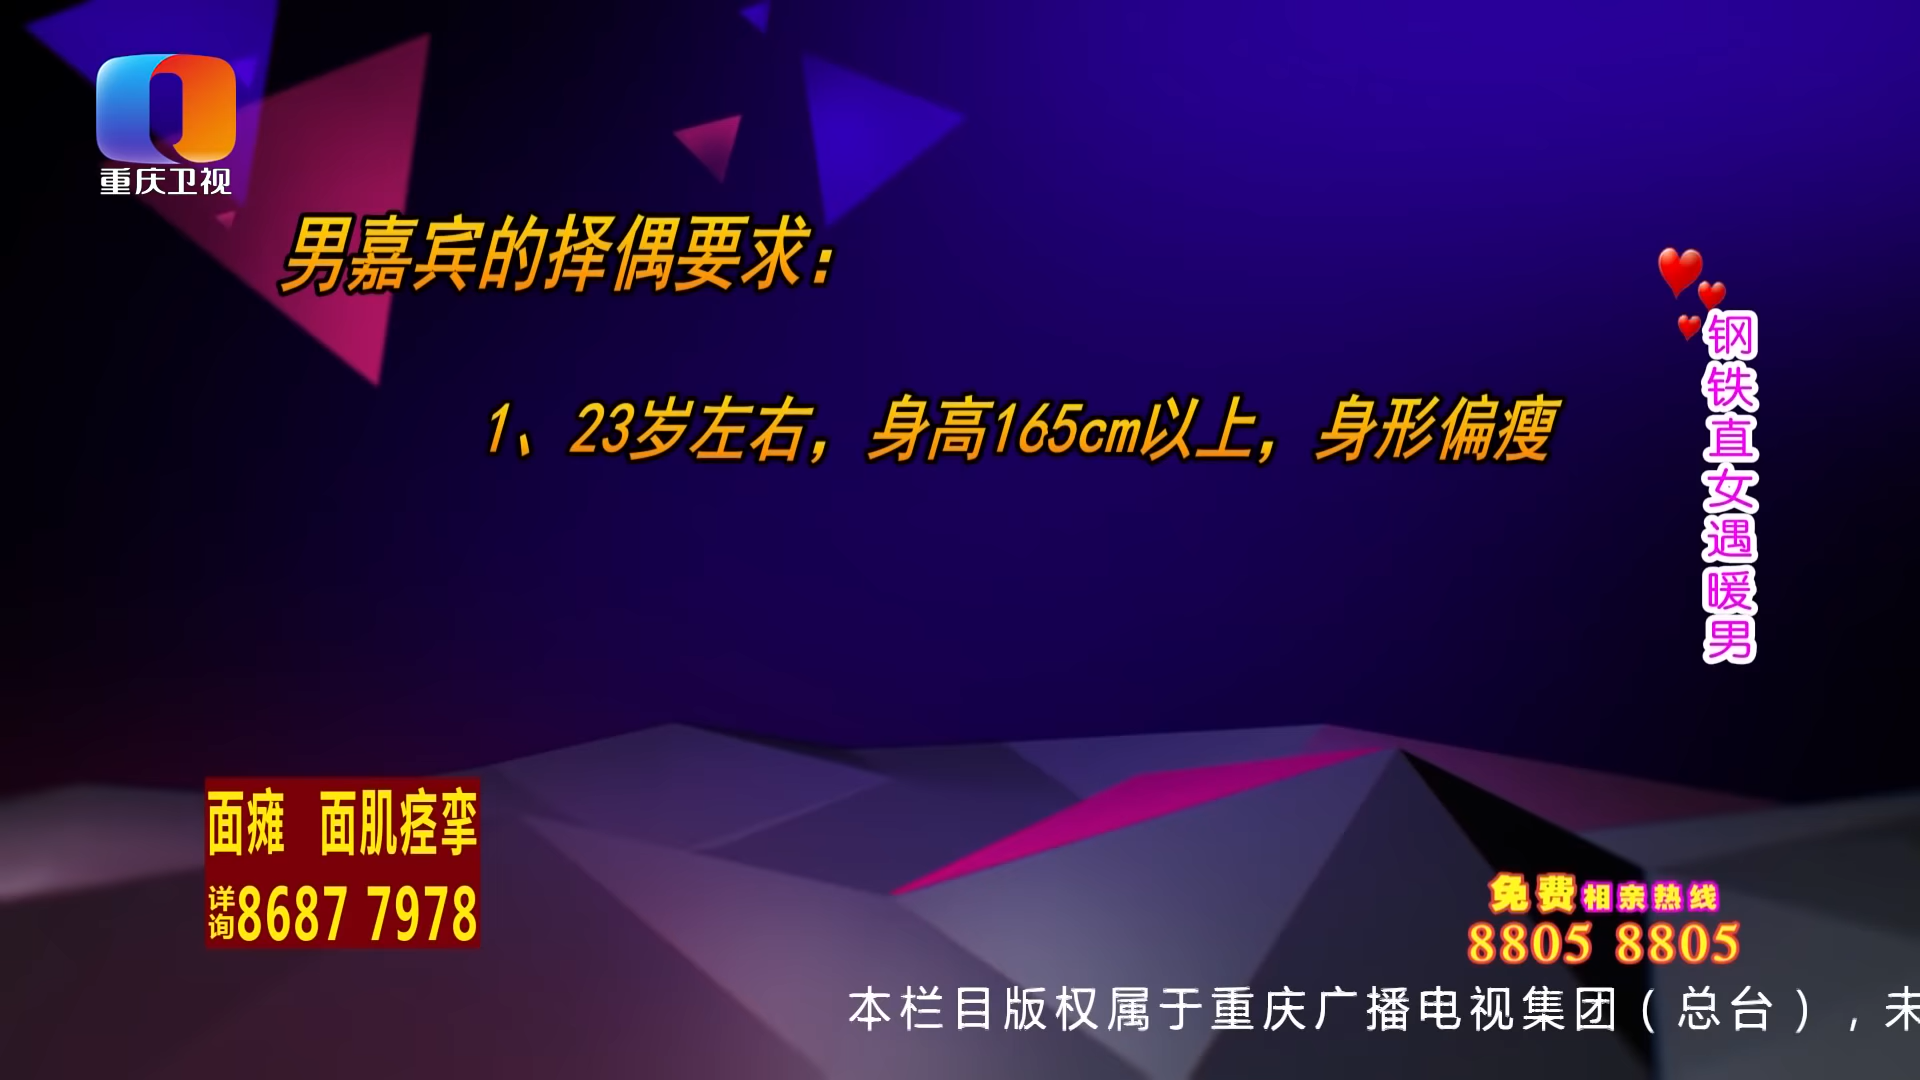 重庆卫视
男嘉宾的择偶要求：
1、23岁左右，身高165cm以上，身形偏瘦
钢铁直女遇暖男
面瘫 面肌痉挛
详询8687 7978
免费相亲热线
8805 8805
本栏目版权属于重庆广播电视集团（总台），未